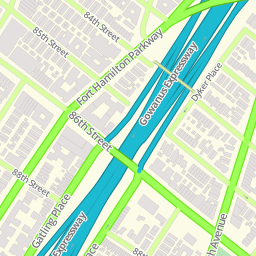 84th Street
85th Street
Fort Hamilton Parkway
Gowanus Expressway
Dyker Place
86th Street
88th Street
Gatling Place
Expressway
Place
Avenue